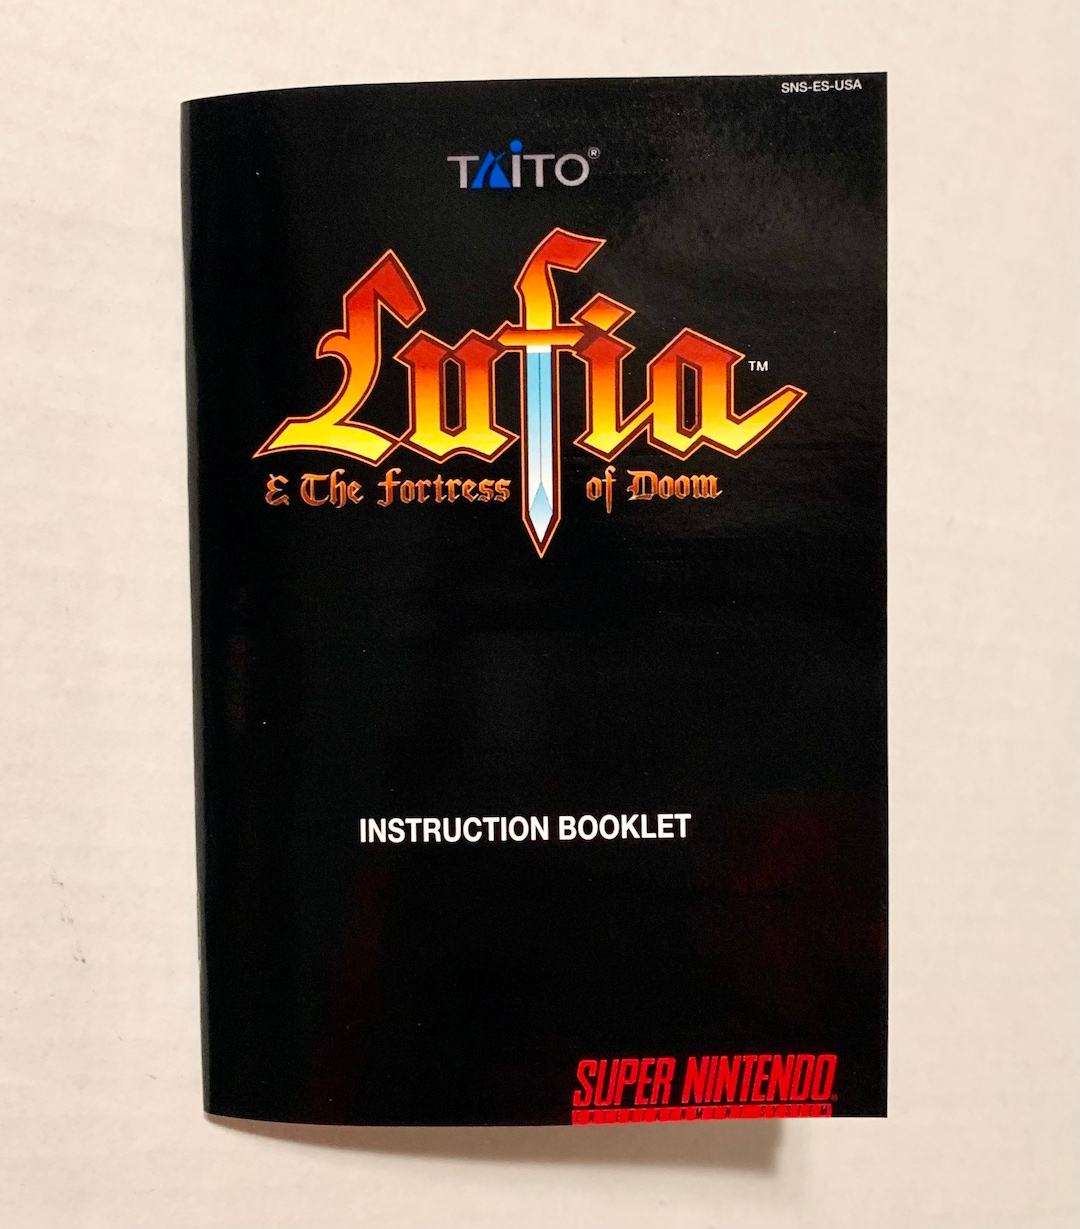 SNS-ES-USA
TAITO®
Lufia™
& The Fortress of Doom
INSTRUCTION BOOKLET
SUPER NINTENDO®
ENTERTAINMENT SYSTEM